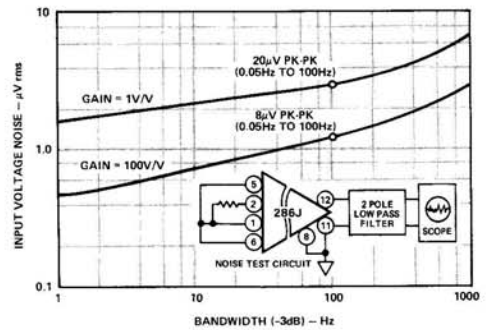 10
20μV PK-PK
(0.05Hz TO 100Hz)
GAIN = 1V/V
8μV PK-PK
(0.05Hz TO 100Hz)
1.0
GAIN = 100V/V
INPUT VOLTAGE NOISE – μV rms
5
2
1
6
286J
12
11
8
2 POLE
LOW PASS
FILTER
SCOPE
NOISE TEST CIRCUIT
0.1
1
10
100
1000
BANDWIDTH (-3dB) – Hz